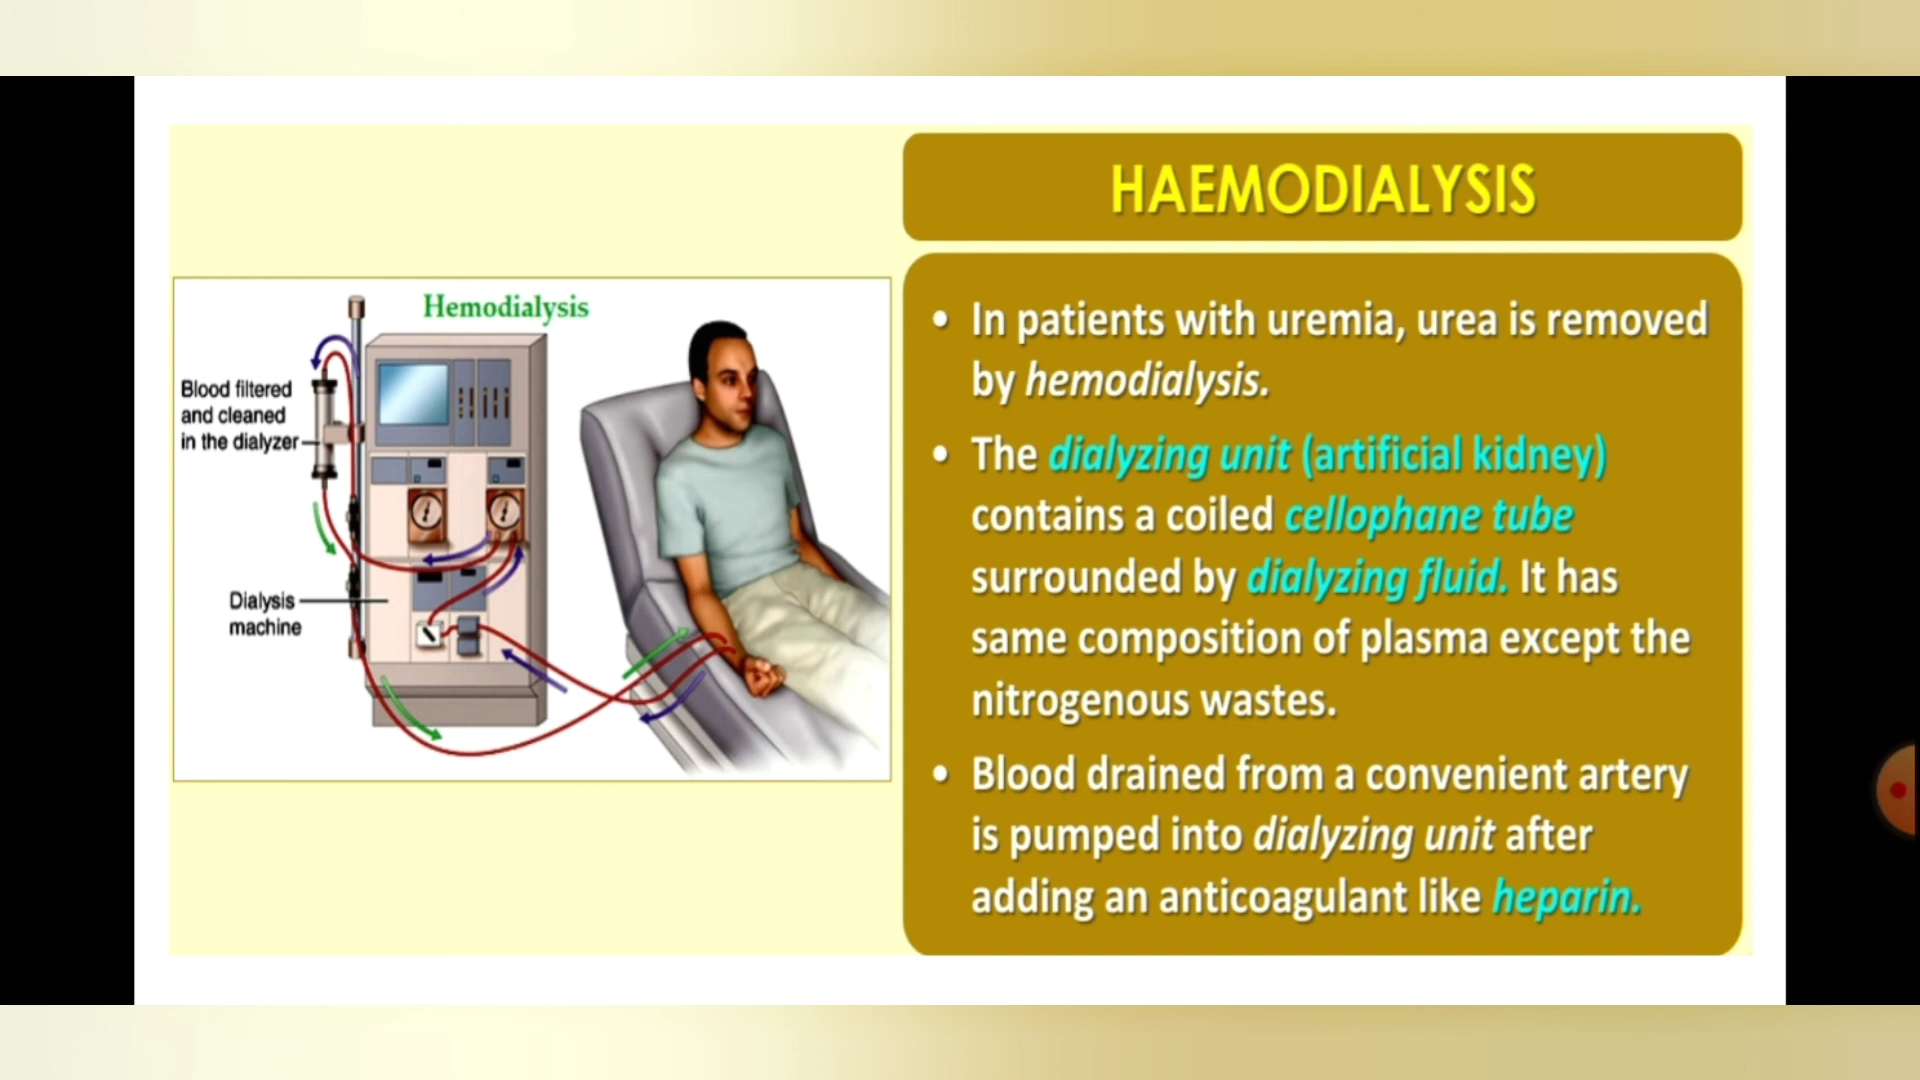 HAEMODIALYSIS
Hemodialysis
Blood filtered
and cleaned
in the dialyzer
Dialysis
machine
• In patients with uremia, urea is removed
by hemodialysis.
• The dialyzing unit (artificial kidney)
contains a coiled cellophane tube
surrounded by dialyzing fluid. It has
same composition of plasma except the
nitrogenous wastes.
• Blood drained from a convenient artery
is pumped into dialyzing unit after
adding an anticoagulant like heparin.